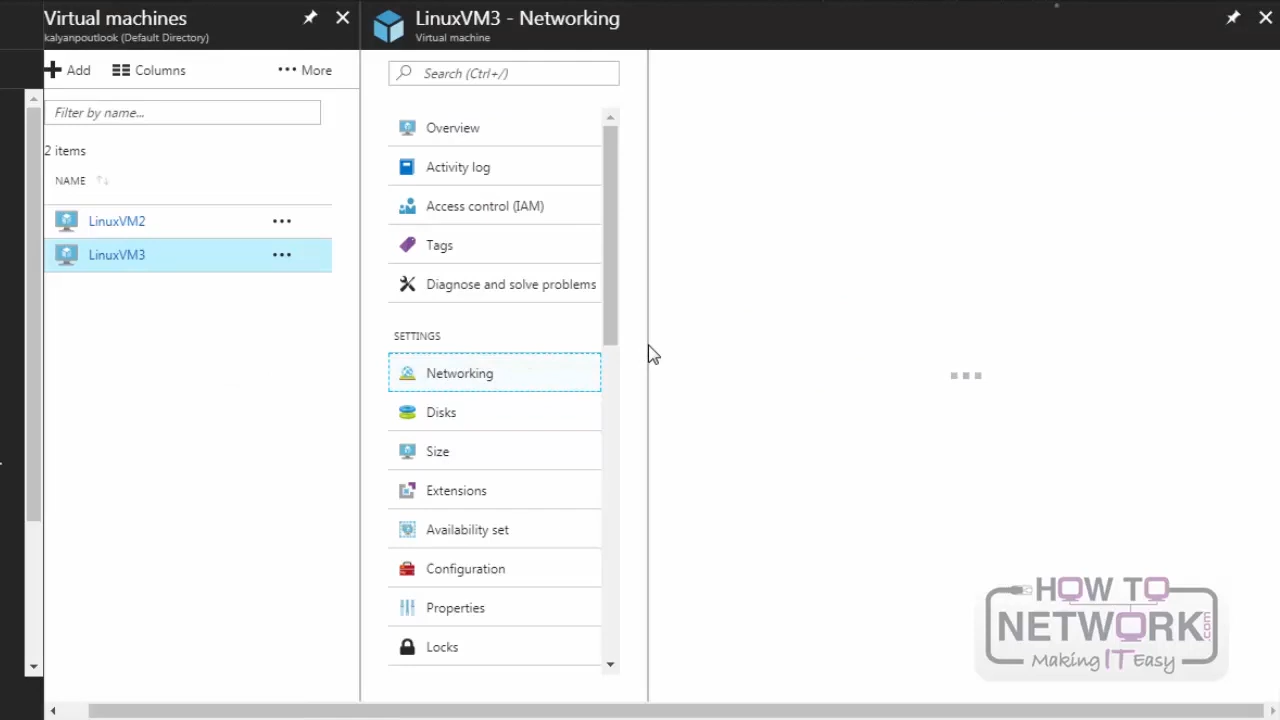 Virtual machines
kalyanpoutlook (Default Directory)
Add
Columns
More
Filter by name...
2 items
NAME
LinuxVM2
LinuxVM3
LinuxVM3 - Networking
Virtual machine
Search (Ctrl+/)
Overview
Activity log
Access control (IAM)
Tags
Diagnose and solve problems
SETTINGS
Networking
Disks
Size
Extensions
Availability set
Configuration
Properties
Locks
HOW TO
NETWORK.com
Making IT Easy